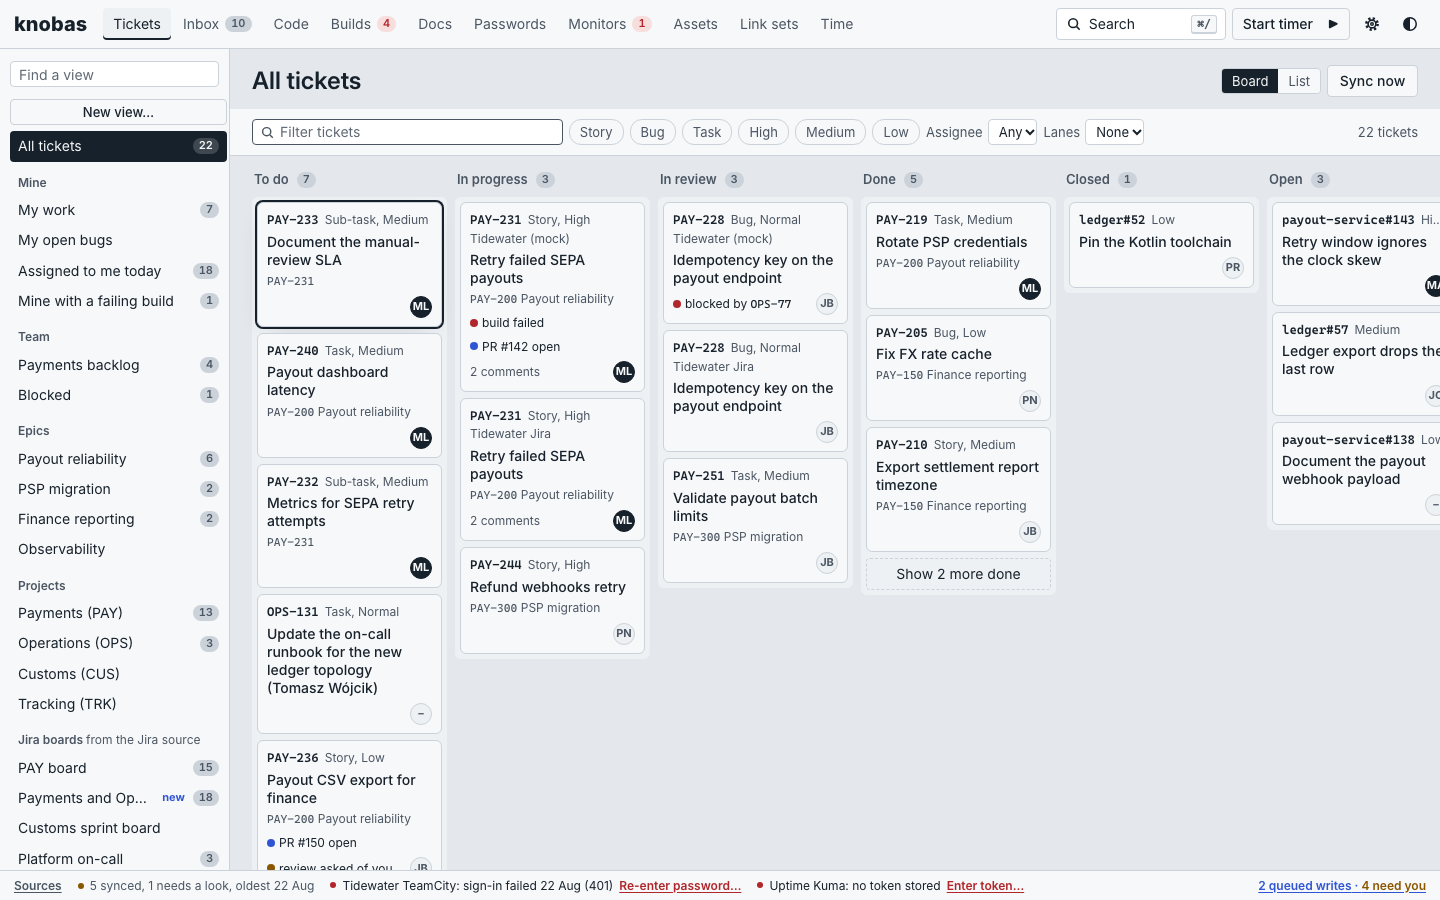 knobas
Tickets
Inbox 10
Code
Builds 4
Docs
Passwords
Monitors 1
Assets
Link sets
Time
Search ⌘/
Start timer
Find a view
New view...
All tickets 22
Mine
My work 7
My open bugs
Assigned to me today 18
Mine with a failing build 1
Team
Payments backlog 4
Blocked 1
Epics
Payout reliability 6
PSP migration 2
Finance reporting 2
Observability
Projects
Payments (PAY) 13
Operations (OPS) 3
Customs (CUS)
Tracking (TRK)
Jira boards from the Jira source
PAY board 15
Payments and Op... new 18
Customs sprint board
Platform on-call 3
All tickets
Board List
Sync now
Filter tickets
Story
Bug
Task
High
Medium
Low
Assignee Any
Lanes None
22 tickets
To do 7
PAY-233 Sub-task, Medium
Document the manual-
review SLA
PAY-231
ML
PAY-240 Task, Medium
Payout dashboard
latency
PAY-200 Payout reliability
ML
PAY-232 Sub-task, Medium
Metrics for SEPA retry
attempts
PAY-231
ML
OPS-131 Task, Normal
Update the on-call
runbook for the new
ledger topology
(Tomasz Wójcik)
–
PAY-236 Story, Low
Payout CSV export for
finance
PAY-200 Payout reliability
PR #150 open
review asked of you
JB
In progress 3
PAY-231 Story, High
Tidewater (mock)
Retry failed SEPA
payouts
PAY-200 Payout reliability
build failed
PR #142 open
2 comments ML
PAY-231 Story, High
Tidewater Jira
Retry failed SEPA
payouts
PAY-200 Payout reliability
2 comments ML
PAY-244 Story, High
Refund webhooks retry
PAY-300 PSP migration
PN
In review 3
PAY-228 Bug, Normal
Tidewater (mock)
Idempotency key on the
payout endpoint
blocked by OPS-77 JB
PAY-228 Bug, Normal
Tidewater Jira
Idempotency key on the
payout endpoint
JB
PAY-251 Task, Medium
Validate payout batch
limits
PAY-300 PSP migration
JB
Done 5
PAY-219 Task, Medium
Rotate PSP credentials
PAY-200 Payout reliability
ML
PAY-205 Bug, Low
Fix FX rate cache
PAY-150 Finance reporting
PN
PAY-210 Story, Medium
Export settlement report
timezone
PAY-150 Finance reporting
JB
Show 2 more done
Closed 1
ledger#52 Low
Pin the Kotlin toolchain
PR
Open 3
payout-service#143 Hi...
Retry window ignores
the clock skew
ledger#57 Medium
Ledger export drops the
last row
payout-service#138 Low
Document the payout
webhook payload
–
Sources
5 synced, 1 needs a look, oldest 22 Aug
Tidewater TeamCity: sign-in failed 22 Aug (401) Re-enter password...
Uptime Kuma: no token stored Enter token...
2 queued writes · 4 need you